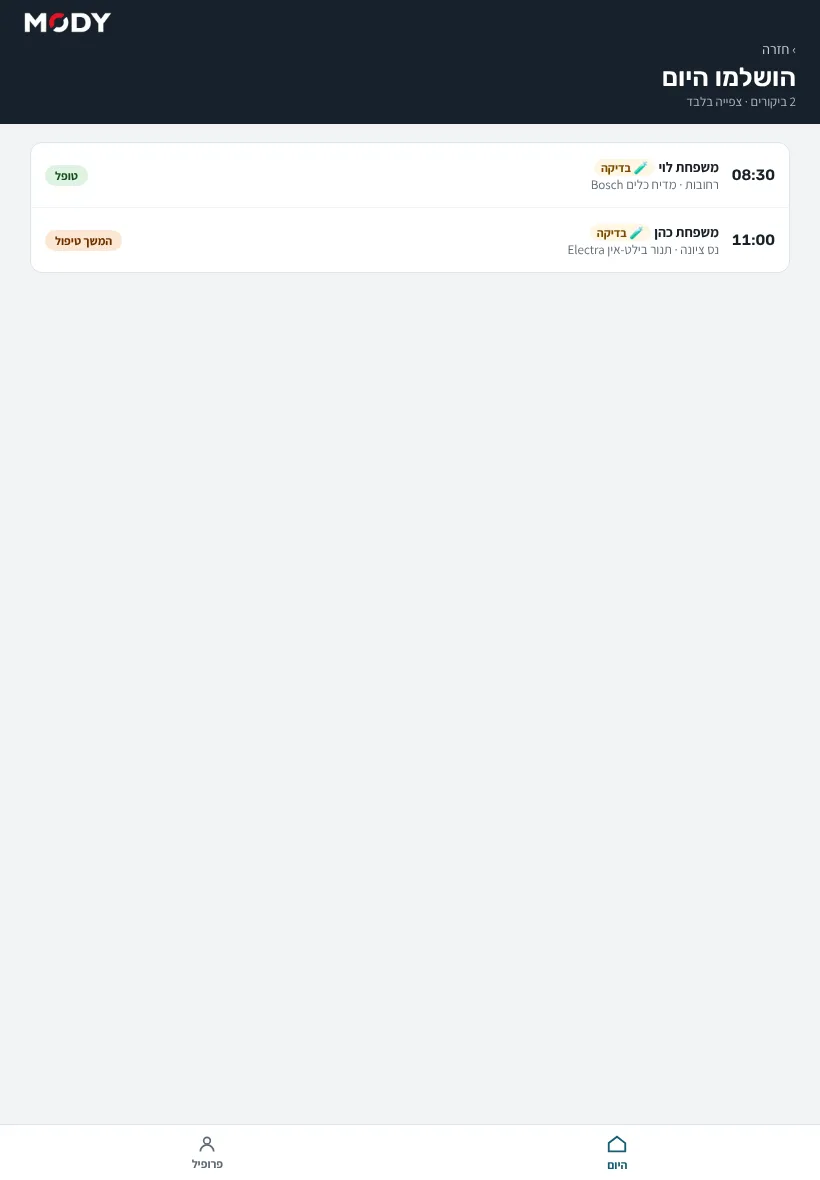 MODY
› חזרה
הושלמו היום
2 ביקורים · צפייה בלבד
08:30
משפחת לוי 🧪 בדיקה
רחובות · מדיח כלים Bosch
טופל
11:00
משפחת כהן 🧪 בדיקה
נס ציונה · תנור בילט-אין Electra
המשך טיפול
היום
פרופיל